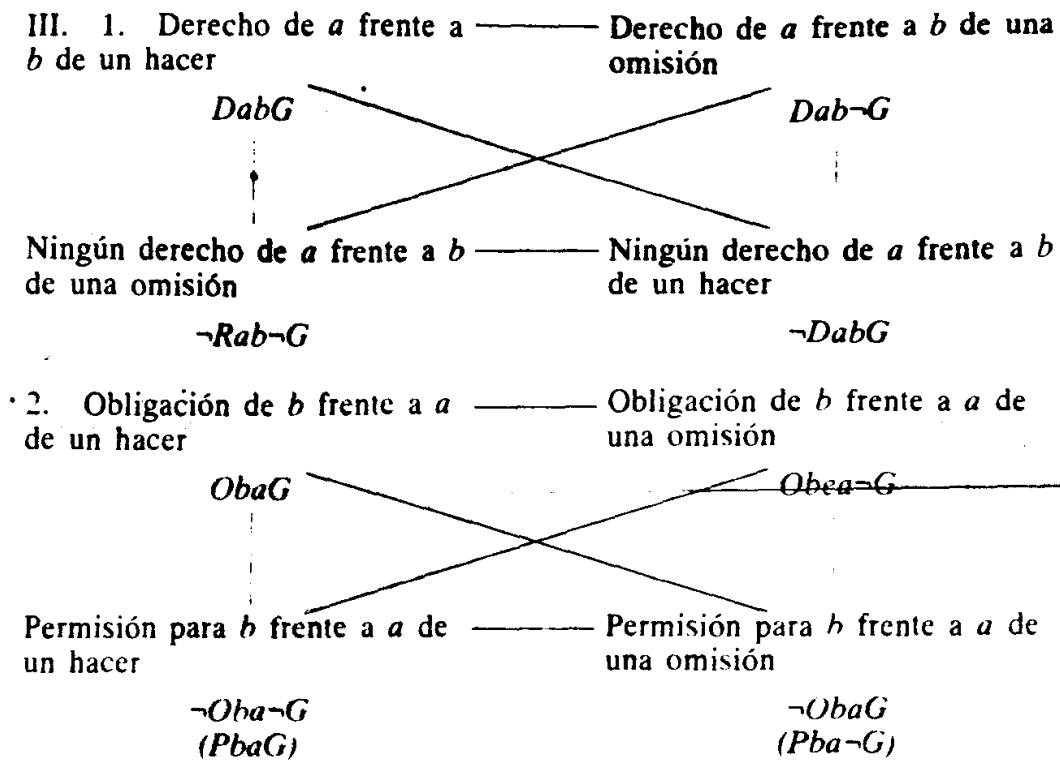 III. 1. Derecho de a frente a
b de un hacer
Derecho de a frente a b de una
omisión
DabG
Dab¬G
Ningún derecho de a frente a b
de una omisión
Ningún derecho de a frente a b
de un hacer
¬Rab¬G
¬DabG
2. Obligación de b frente a a
de un hacer
Obligación de b frente a a de
una omisión
ObaG
Obea¬G
Permisión para b frente a a de
un hacer
Permisión para b frente a a de
una omisión
¬Oba¬G
(PbaG)
¬ObaG
(Pba¬G)